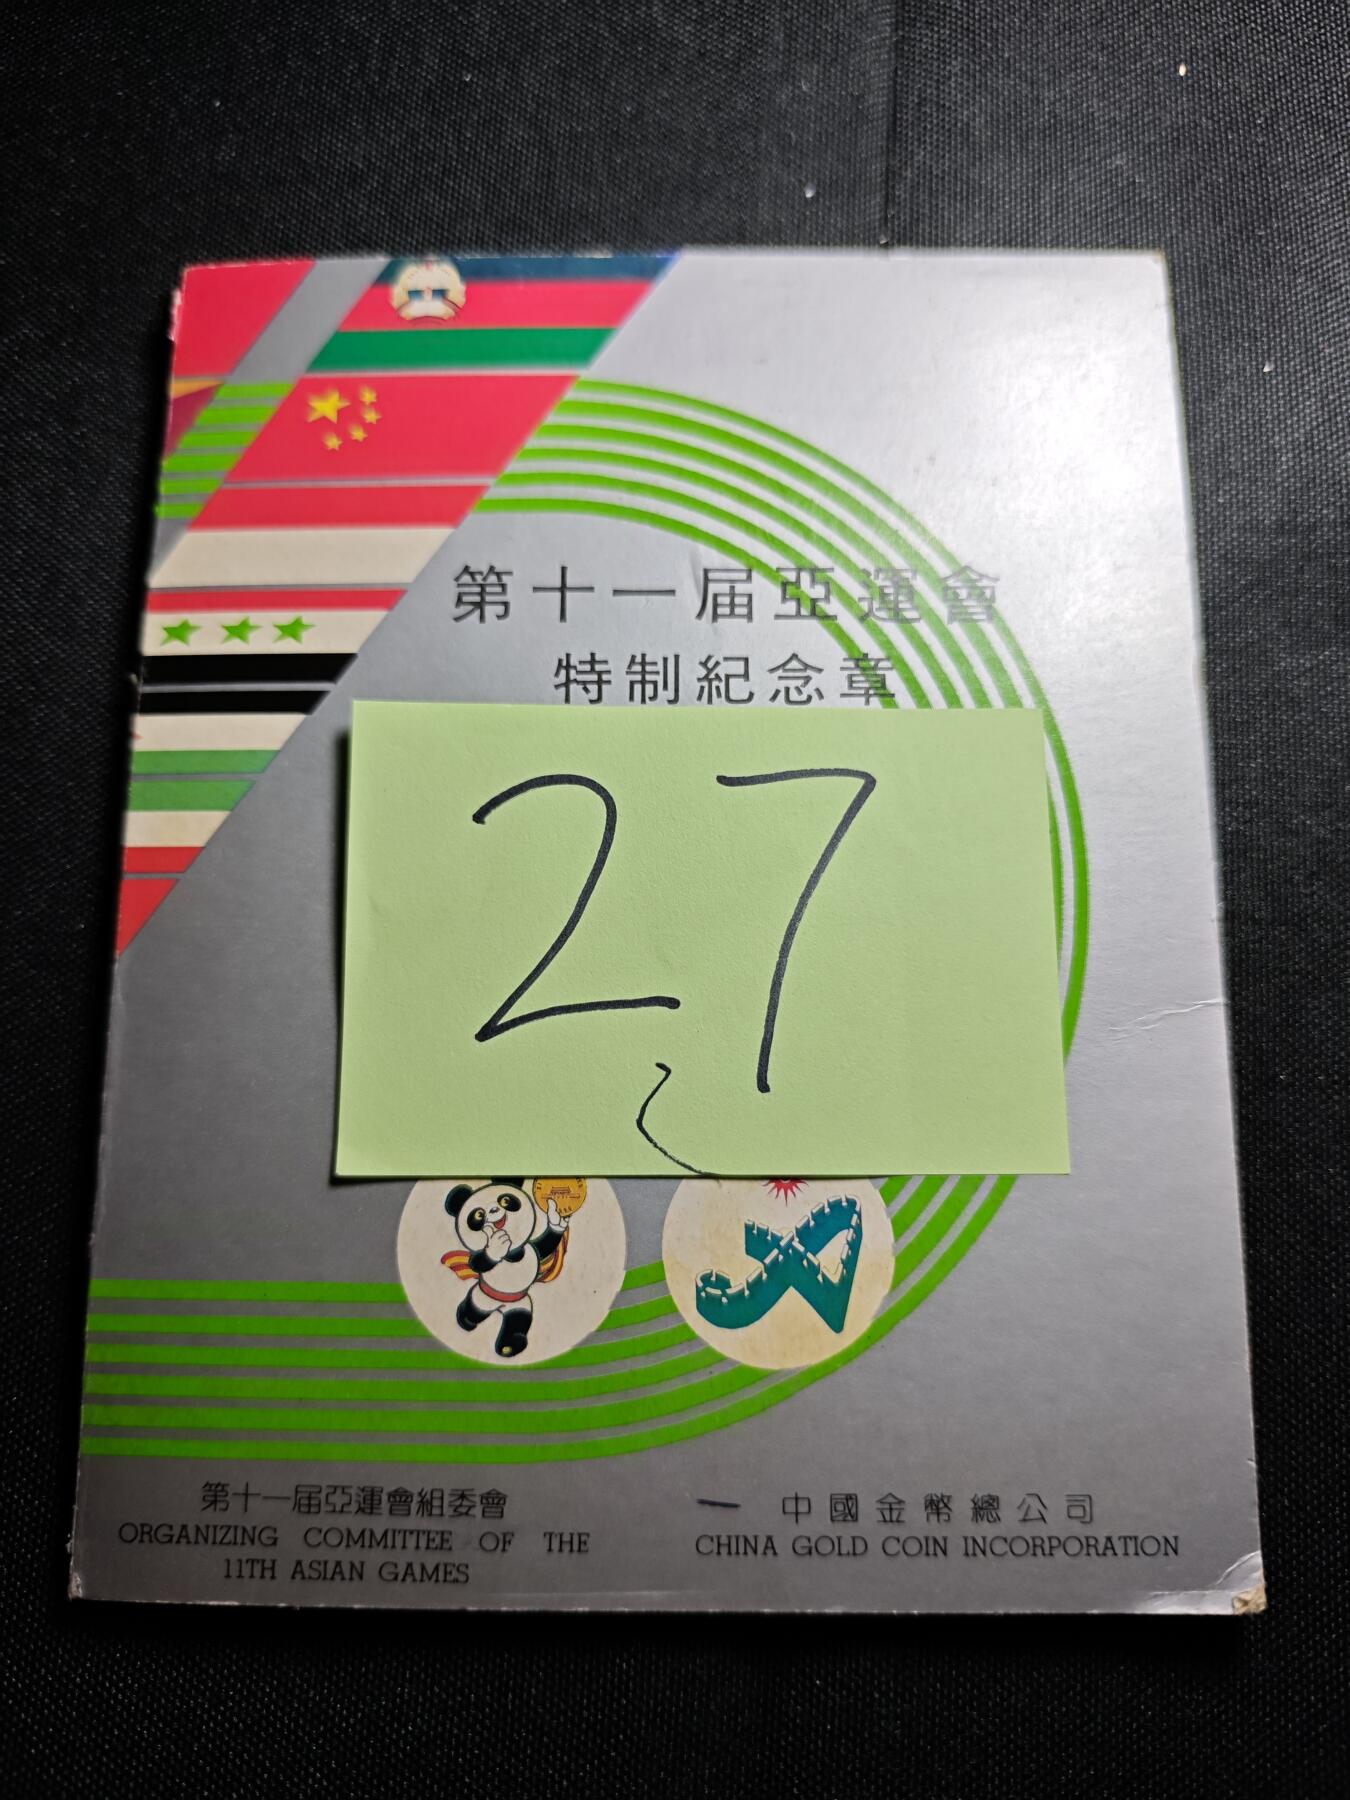 第十一届亞運會
特制紀念章
27
第十一届亞運會組委會
ORGANIZING COMMITTEE OF THE
11TH ASIAN GAMES
中國金幣總公司
CHINA GOLD COIN INCORPORATION